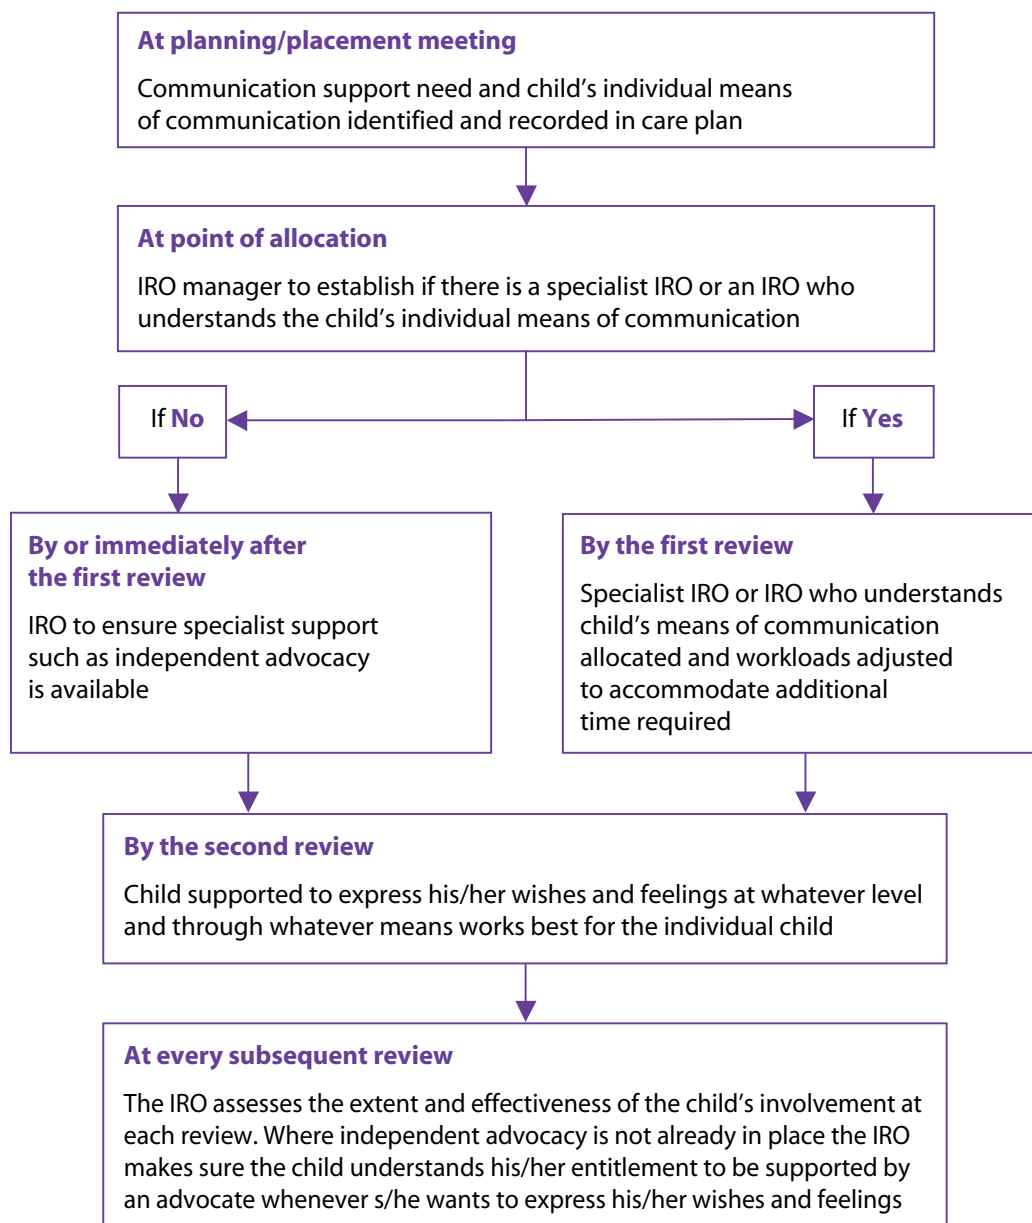 At planning/placement meeting
Communication support need and child’s individual means
of communication identified and recorded in care plan
At point of allocation
IRO manager to establish if there is a specialist IRO or an IRO who
understands the child’s individual means of communication
If No
If Yes
By or immediately after
the first review
IRO to ensure specialist support
such as independent advocacy
is available
By the first review
Specialist IRO or IRO who understands
child’s means of communication
allocated and workloads adjusted
to accommodate additional
time required
By the second review
Child supported to express his/her wishes and feelings at whatever level
and through whatever means works best for the individual child
At every subsequent review
The IRO assesses the extent and effectiveness of the child’s involvement at
each review. Where independent advocacy is not already in place the IRO
makes sure the child understands his/her entitlement to be supported by
an advocate whenever s/he wants to express his/her wishes and feelings